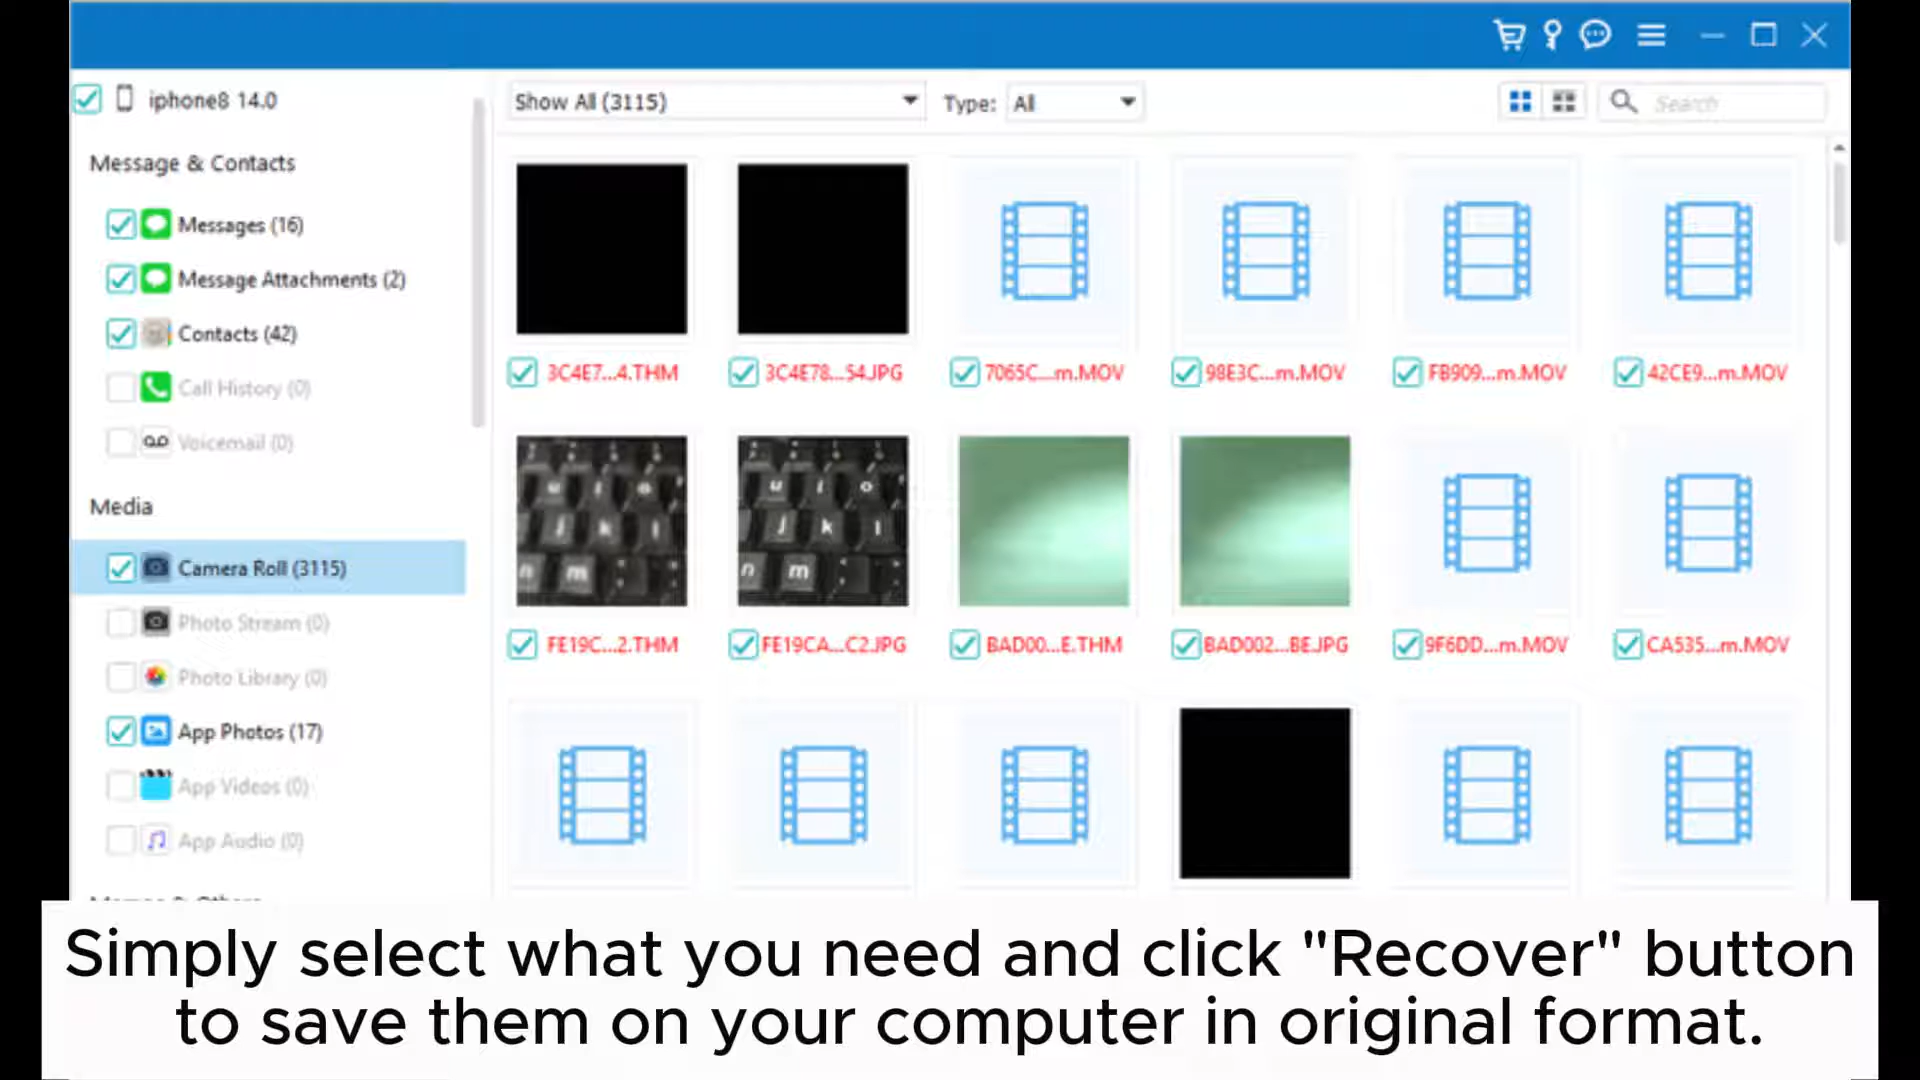 iphone8 14.0
Message & Contacts
Messages (16)
Message Attachments (2)
Contacts (42)
Call History (0)
Voicemail (0)
Media
Camera Roll (3115)
Photo Stream (0)
Photo Library (0)
App Photos (17)
App Videos (0)
App Audio (0)
Show All (3115)
Type: All
Search
3C4E7...4.THM
3C4E78...54.JPG
7065C...m.MOV
98E3C...m.MOV
FB909...m.MOV
42CE9...m.MOV
FE19C...2.THM
FE19CA...C2.JPG
BAD00...E.THM
BAD002...BE.JPG
9F6DD...m.MOV
CA535...m.MOV
Simply select what you need and click "Recover" button
to save them on your computer in original format.